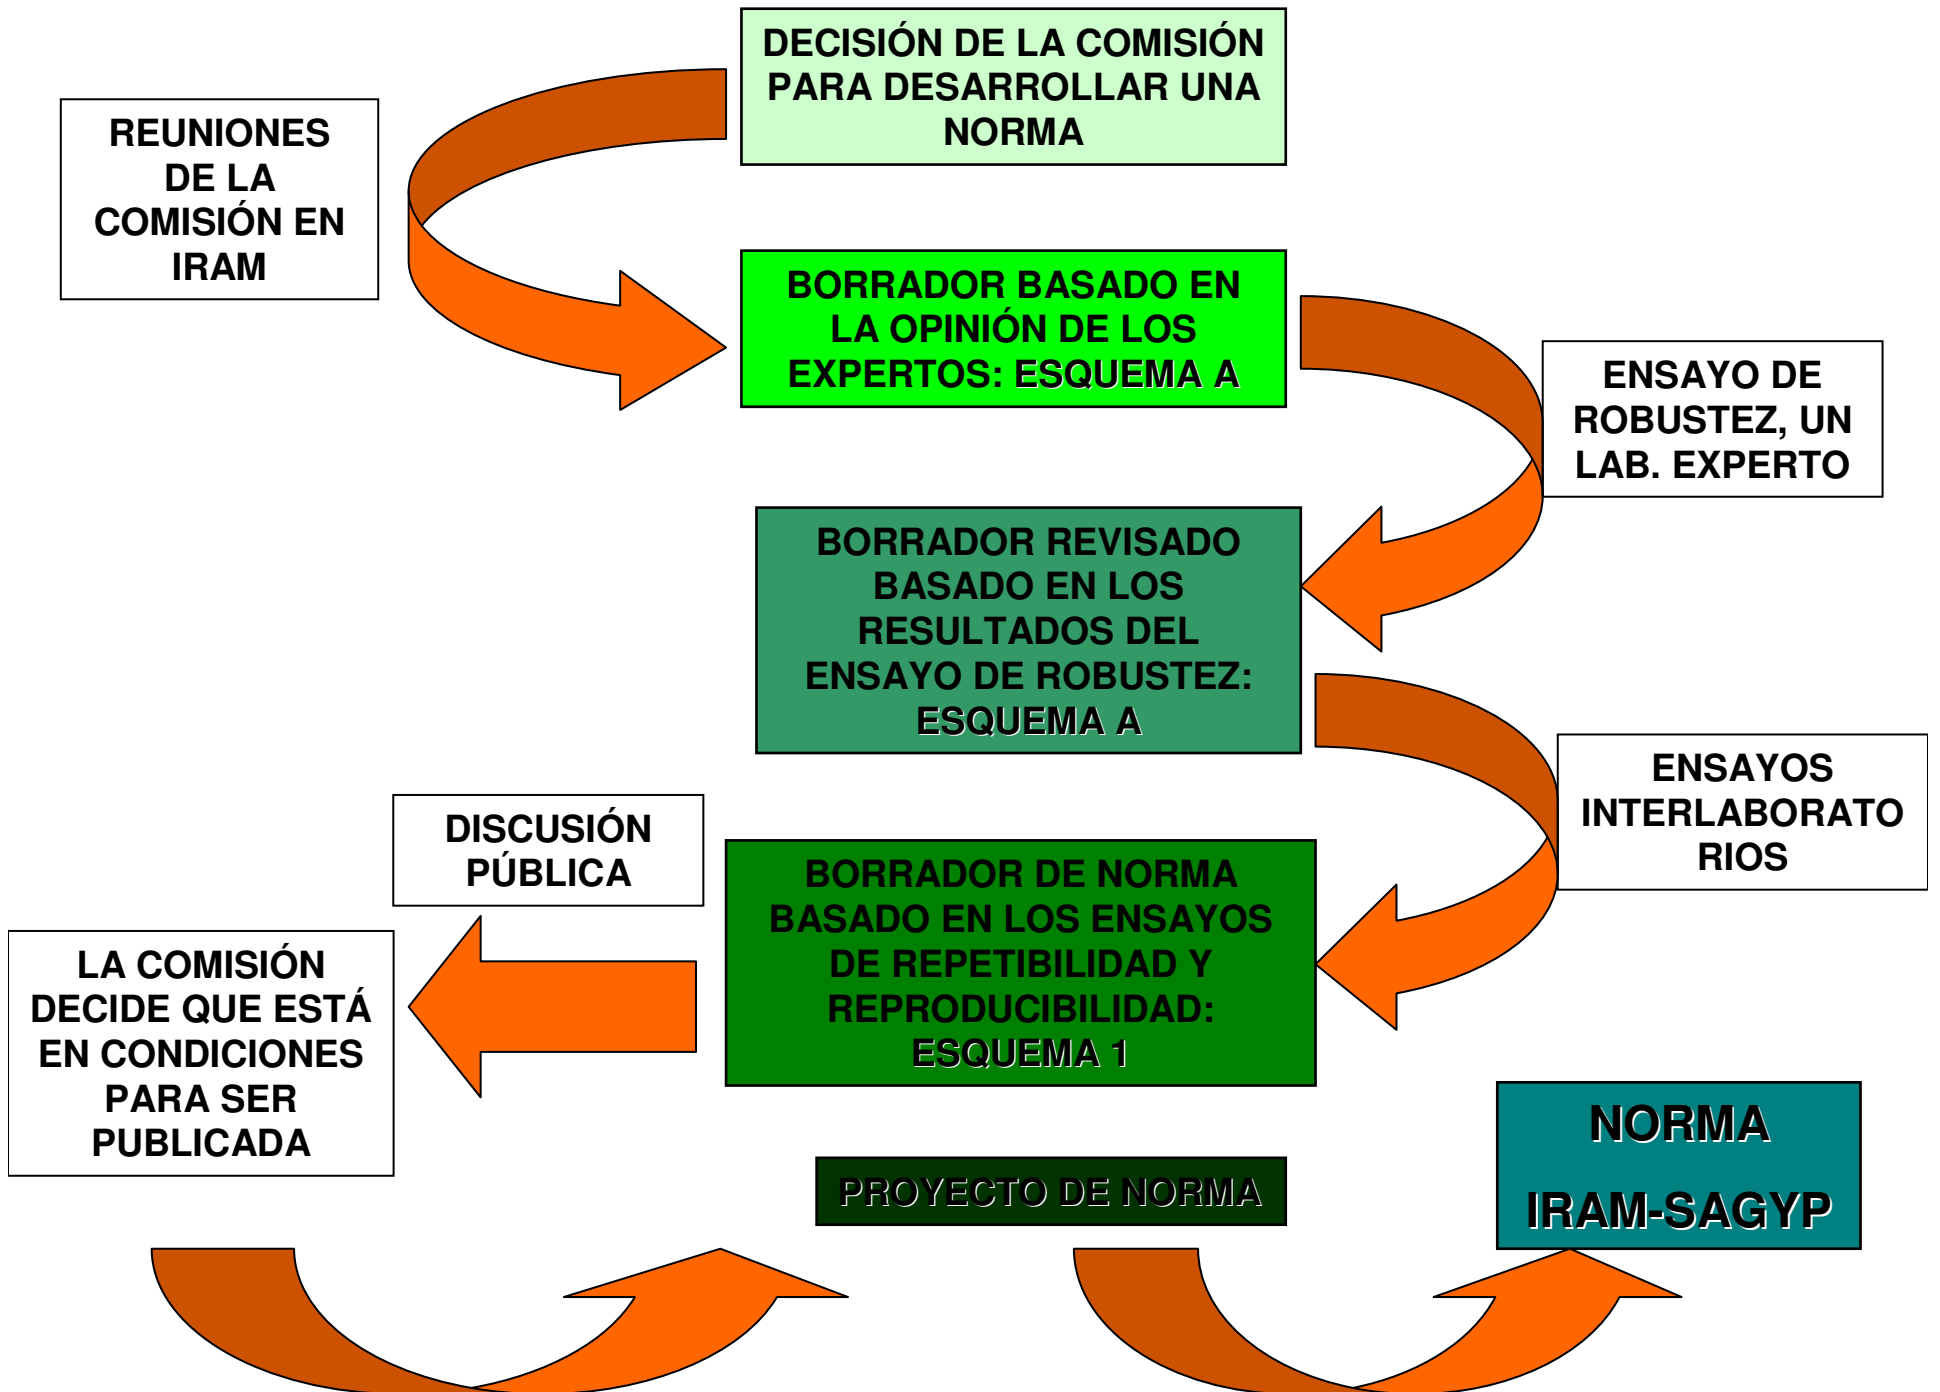 DECISIÓN DE LA COMISIÓN
PARA DESARROLLAR UNA
NORMA
REUNIONES
DE LA
COMISIÓN EN
IRAM
BORRADOR BASADO EN
LA OPINIÓN DE LOS
EXPERTOS: ESQUEMA A
ENSAYO DE
ROBUSTEZ, UN
LAB. EXPERTO
BORRADOR REVISADO
BASADO EN LOS
RESULTADOS DEL
ENSAYO DE ROBUSTEZ:
ESQUEMA A
ENSAYOS
INTERLABORATO
RIOS
BORRADOR DE NORMA
BASADO EN LOS ENSAYOS
DE REPETIBILIDAD Y
REPRODUCIBILIDAD:
ESQUEMA 1
DISCUSIÓN
PÚBLICA
LA COMISIÓN
DECIDE QUE ESTÁ
EN CONDICIONES
PARA SER
PUBLICADA
PROYECTO DE NORMA
NORMA
IRAM-SAGYP